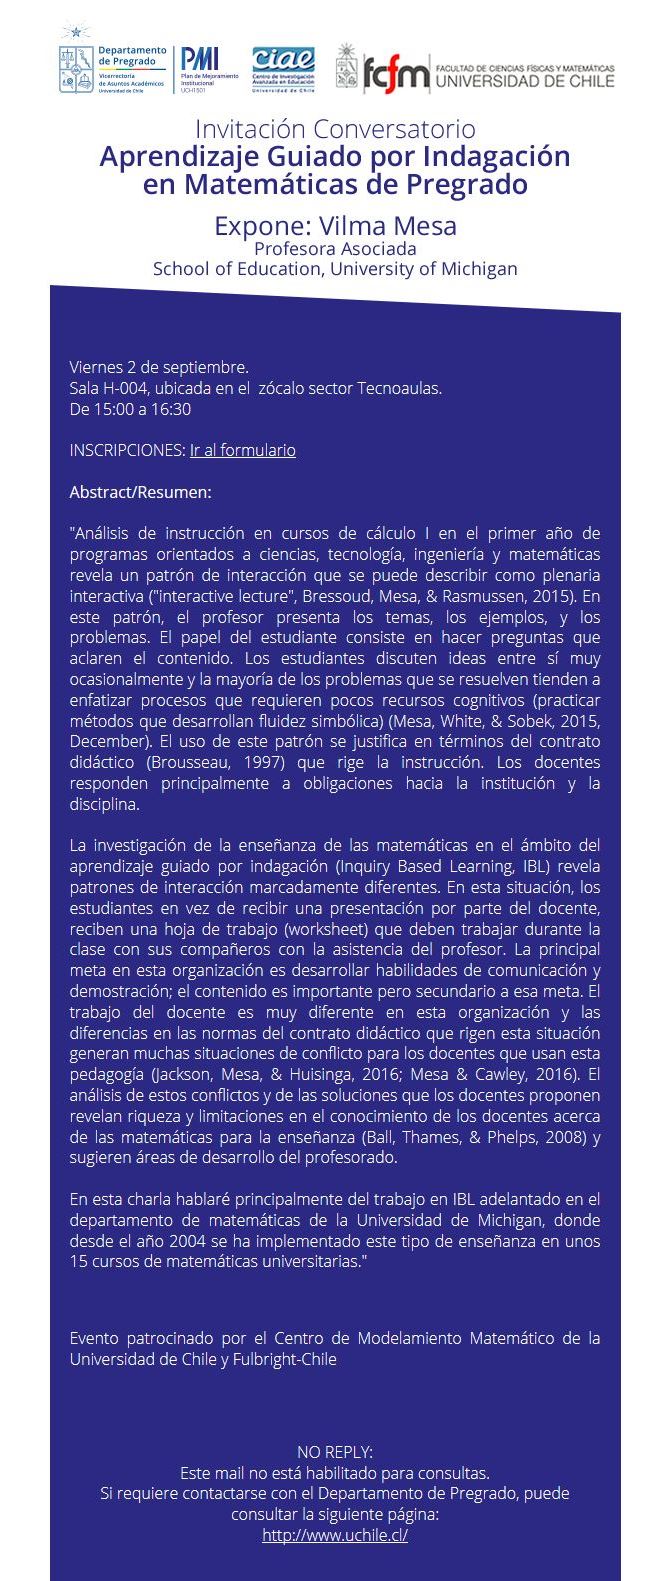 Departamento
de Pregrado
Vicerrectoría
de Asuntos Académicos
Universidad de Chile
PMI
Plan de Mejoramiento
Institucional
UCH1501
ciae
Centro de Investigación
Avanzada en Educación
Universidad de Chile
fcfm
FACULTAD DE CIENCIAS FÍSICAS Y MATEMÁTICAS
UNIVERSIDAD DE CHILE
Invitación Conversatorio
Aprendizaje Guiado por Indagación
en Matemáticas de Pregrado
Expone: Vilma Mesa
Profesora Asociada
School of Education, University of Michigan
Viernes 2 de septiembre.
Sala H-004, ubicada en el zócalo sector Tecnoaulas.
De 15:00 a 16:30
INSCRIPCIONES: Ir al formulario
Abstract/Resumen:
"Análisis de instrucción en cursos de cálculo I en el primer año de
programas orientados a ciencias, tecnología, ingeniería y matemáticas
revela un patrón de interacción que se puede describir como plenaria
interactiva ("interactive lecture", Bressoud, Mesa, & Rasmussen, 2015). En
este patrón, el profesor presenta los temas, los ejemplos, y los
problemas. El papel del estudiante consiste en hacer preguntas que
aclaren el contenido. Los estudiantes discuten ideas entre sí muy
ocasionalmente y la mayoría de los problemas que se resuelven tienden a
enfatizar procesos que requieren pocos recursos cognitivos (practicar
métodos que desarrollan fluidez simbólica) (Mesa, White, & Sobek, 2015,
December). El uso de este patrón se justifica en términos del contrato
didáctico (Brousseau, 1997) que rige la instrucción. Los docentes
responden principalmente a obligaciones hacia la institución y la
disciplina.
La investigación de la enseñanza de las matemáticas en el ámbito del
aprendizaje guiado por indagación (Inquiry Based Learning, IBL) revela
patrones de interacción marcadamente diferentes. En esta situación, los
estudiantes en vez de recibir una presentación por parte del docente,
reciben una hoja de trabajo (worksheet) que deben trabajar durante la
clase con sus compañeros con la asistencia del profesor. La principal
meta en esta organización es desarrollar habilidades de comunicación y
demostración; el contenido es importante pero secundario a esa meta. El
trabajo del docente es muy diferente en esta organización y las
diferencias en las normas del contrato didáctico que rigen esta situación
generan muchas situaciones de conflicto para los docentes que usan esta
pedagogía (Jackson, Mesa, & Huisinga, 2016; Mesa & Cawley, 2016). El
análisis de estos conflictos y de las soluciones que los docentes proponen
revelan riqueza y limitaciones en el conocimiento de los docentes acerca
de las matemáticas para la enseñanza (Ball, Thames, & Phelps, 2008) y
sugieren áreas de desarrollo del profesorado.
En esta charla hablaré principalmente del trabajo en IBL adelantado en el
departamento de matemáticas de la Universidad de Michigan, donde
desde el año 2004 se ha implementado este tipo de enseñanza en unos
15 cursos de matemáticas universitarias."
Evento patrocinado por el Centro de Modelamiento Matemático de la
Universidad de Chile y Fulbright-Chile
NO REPLY:
Este mail no está habilitado para consultas.
Si requiere contactarse con el Departamento de Pregrado, puede
consultar la siguiente página:
http://www.uchile.cl/